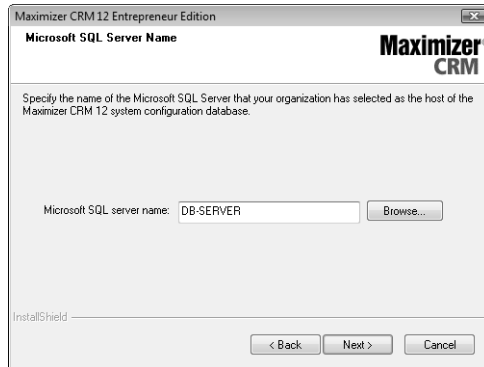 Maximizer CRM 12 Entrepreneur Edition
Microsoft SQL Server Name
Maximizer
CRM
Specify the name of the Microsoft SQL Server that your organization has selected as the host of the
Maximizer CRM 12 system configuration database.
Microsoft SQL server name: DB-SERVER Browse...
InstallShield
< Back Next > Cancel